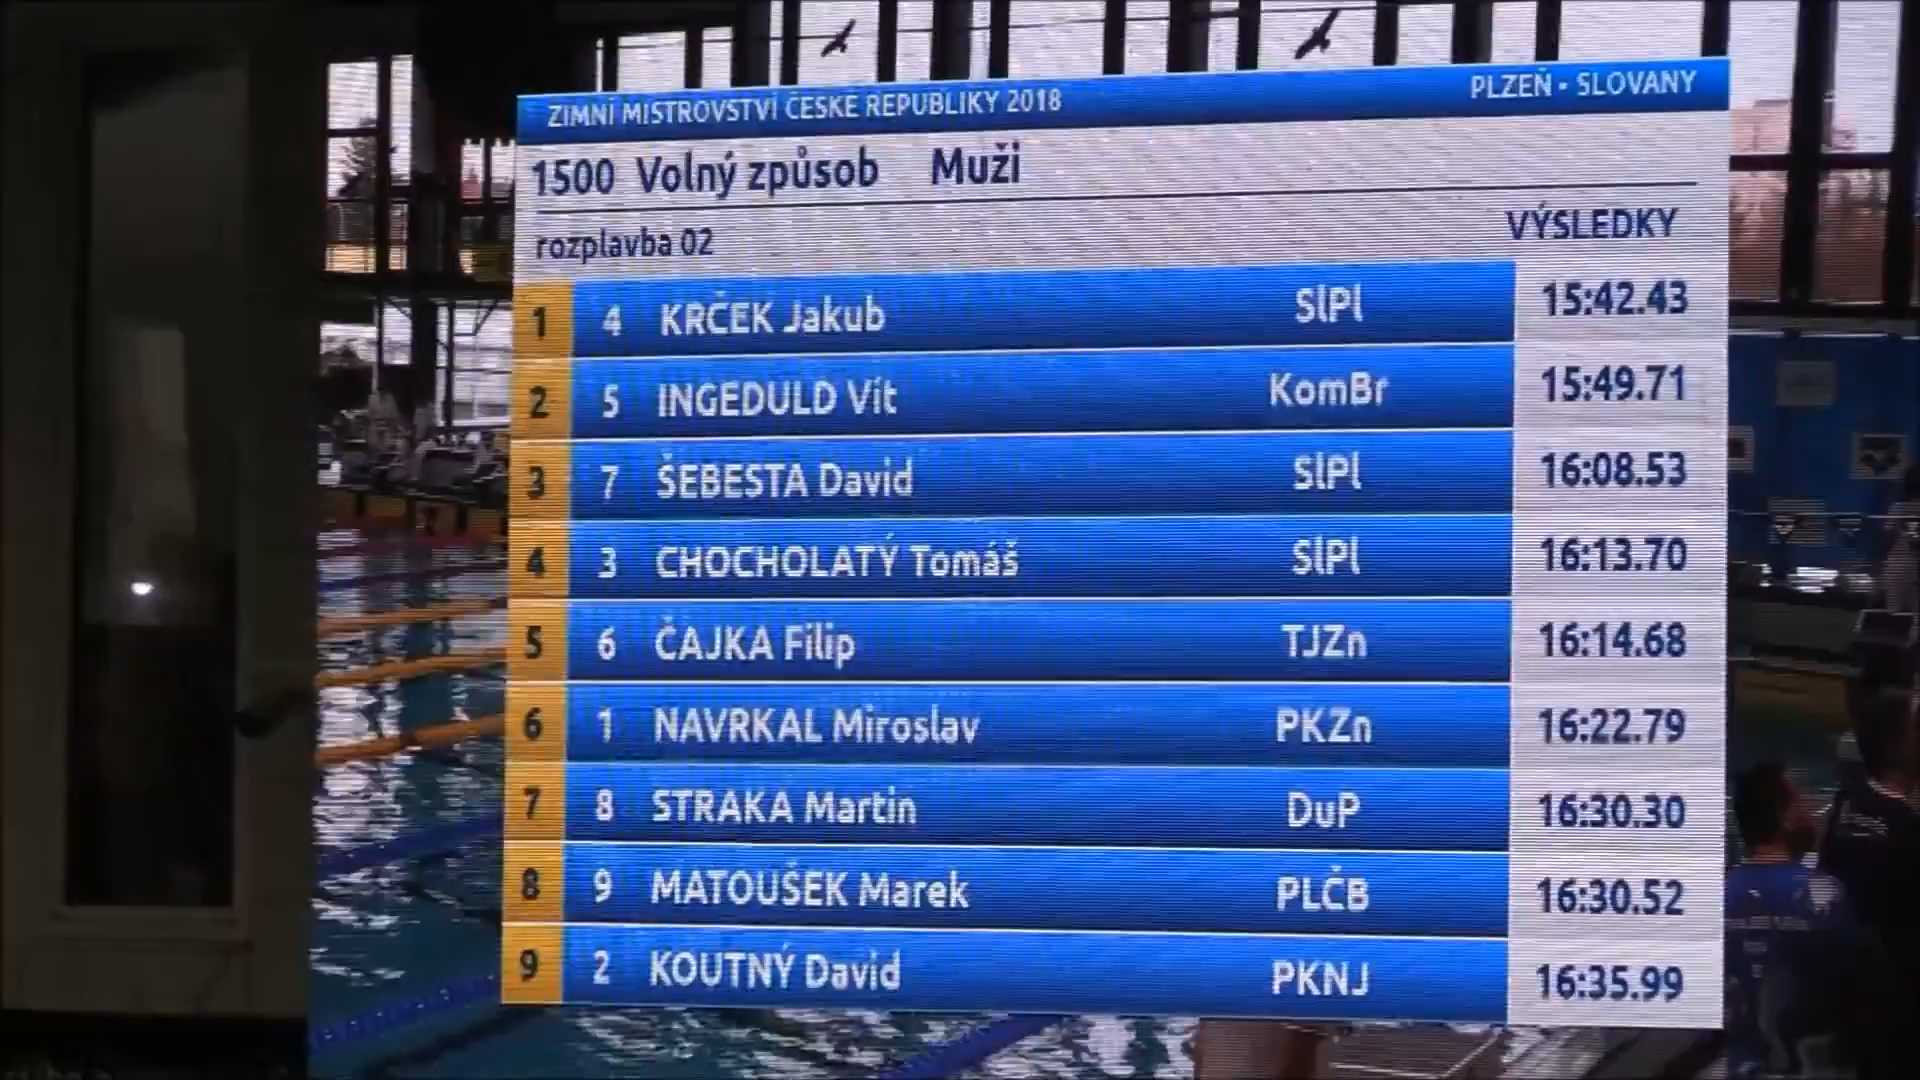 ZIMNÍ MISTROVSTVÍ ČESKÉ REPUBLIKY 2018 PLZEŇ - SLOVANY
1500 Volný způsob Muži
VÝSLEDKY
rozplavba 02
1 4 KRČEK Jakub SlPl 15:42.43
2 5 INGEDULD Vít KomBr 15:49.71
3 7 ŠEBESTA David SlPl 16:08.53
4 3 CHOCHOLATÝ Tomáš SlPl 16:13.70
5 6 ČAJKA Filip TJZn 16:14.68
6 1 NAVRKAL Miroslav PKZn 16:22.79
7 8 STRAKA Martin DuP 16:30.30
8 9 MATOUŠEK Marek PLČB 16:30.52
9 2 KOUTNÝ David PKNJ 16:35.99